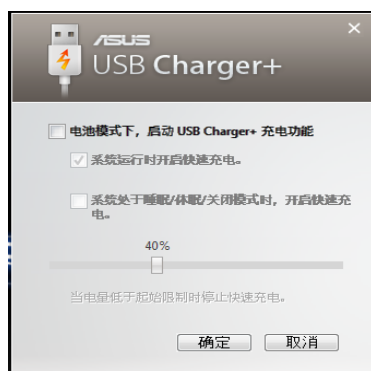 ASUS
USB Charger+
电池模式下，启动 USB Charger+ 充电功能
系统运行时开启快速充电。
系统处于睡眠/休眠/关闭模式时，开启快速充
电。
40%
当电量低于起始限制时停止快速充电。
确定 取消